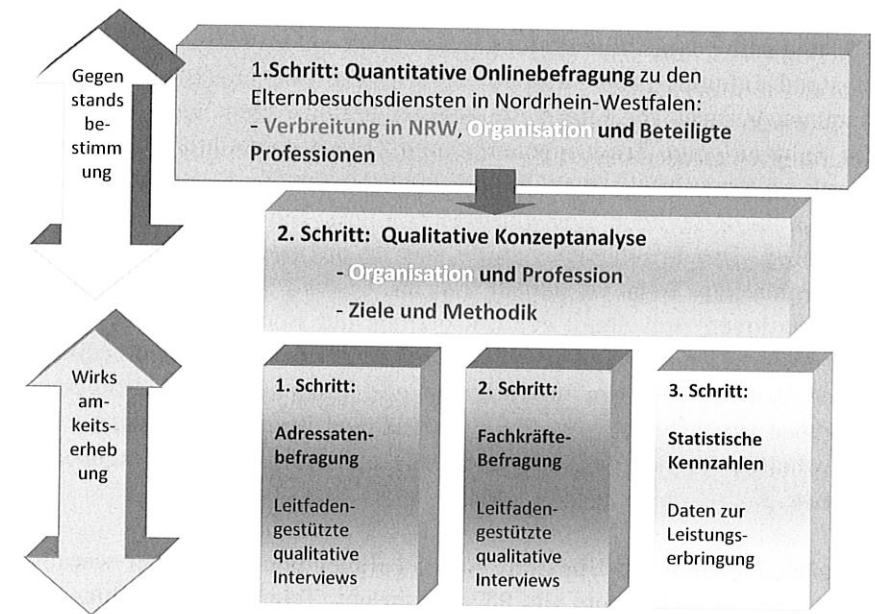 Gegen
stands
be-
stimm
ung
1.Schritt: Quantitative Onlinebefragung zu den
Elternbesuchsdiensten in Nordrhein-Westfalen:
- Verbreitung in NRW, Organisation und Beteiligte
Professionen
2. Schritt: Qualitative Konzeptanalyse
- Organisation und Profession
- Ziele und Methodik
Wirks
am-
keits-
erheb
ung
1. Schritt:
Adressaten-
befragung
Leitfaden-
gestützte
qualitative
Interviews
2. Schritt:
Fachkräfte-
Befragung
Leitfaden-
gestützte
qualitative
Interviews
3. Schritt:
Statistische
Kennzahlen
Daten zur
Leistungs-
erbringung